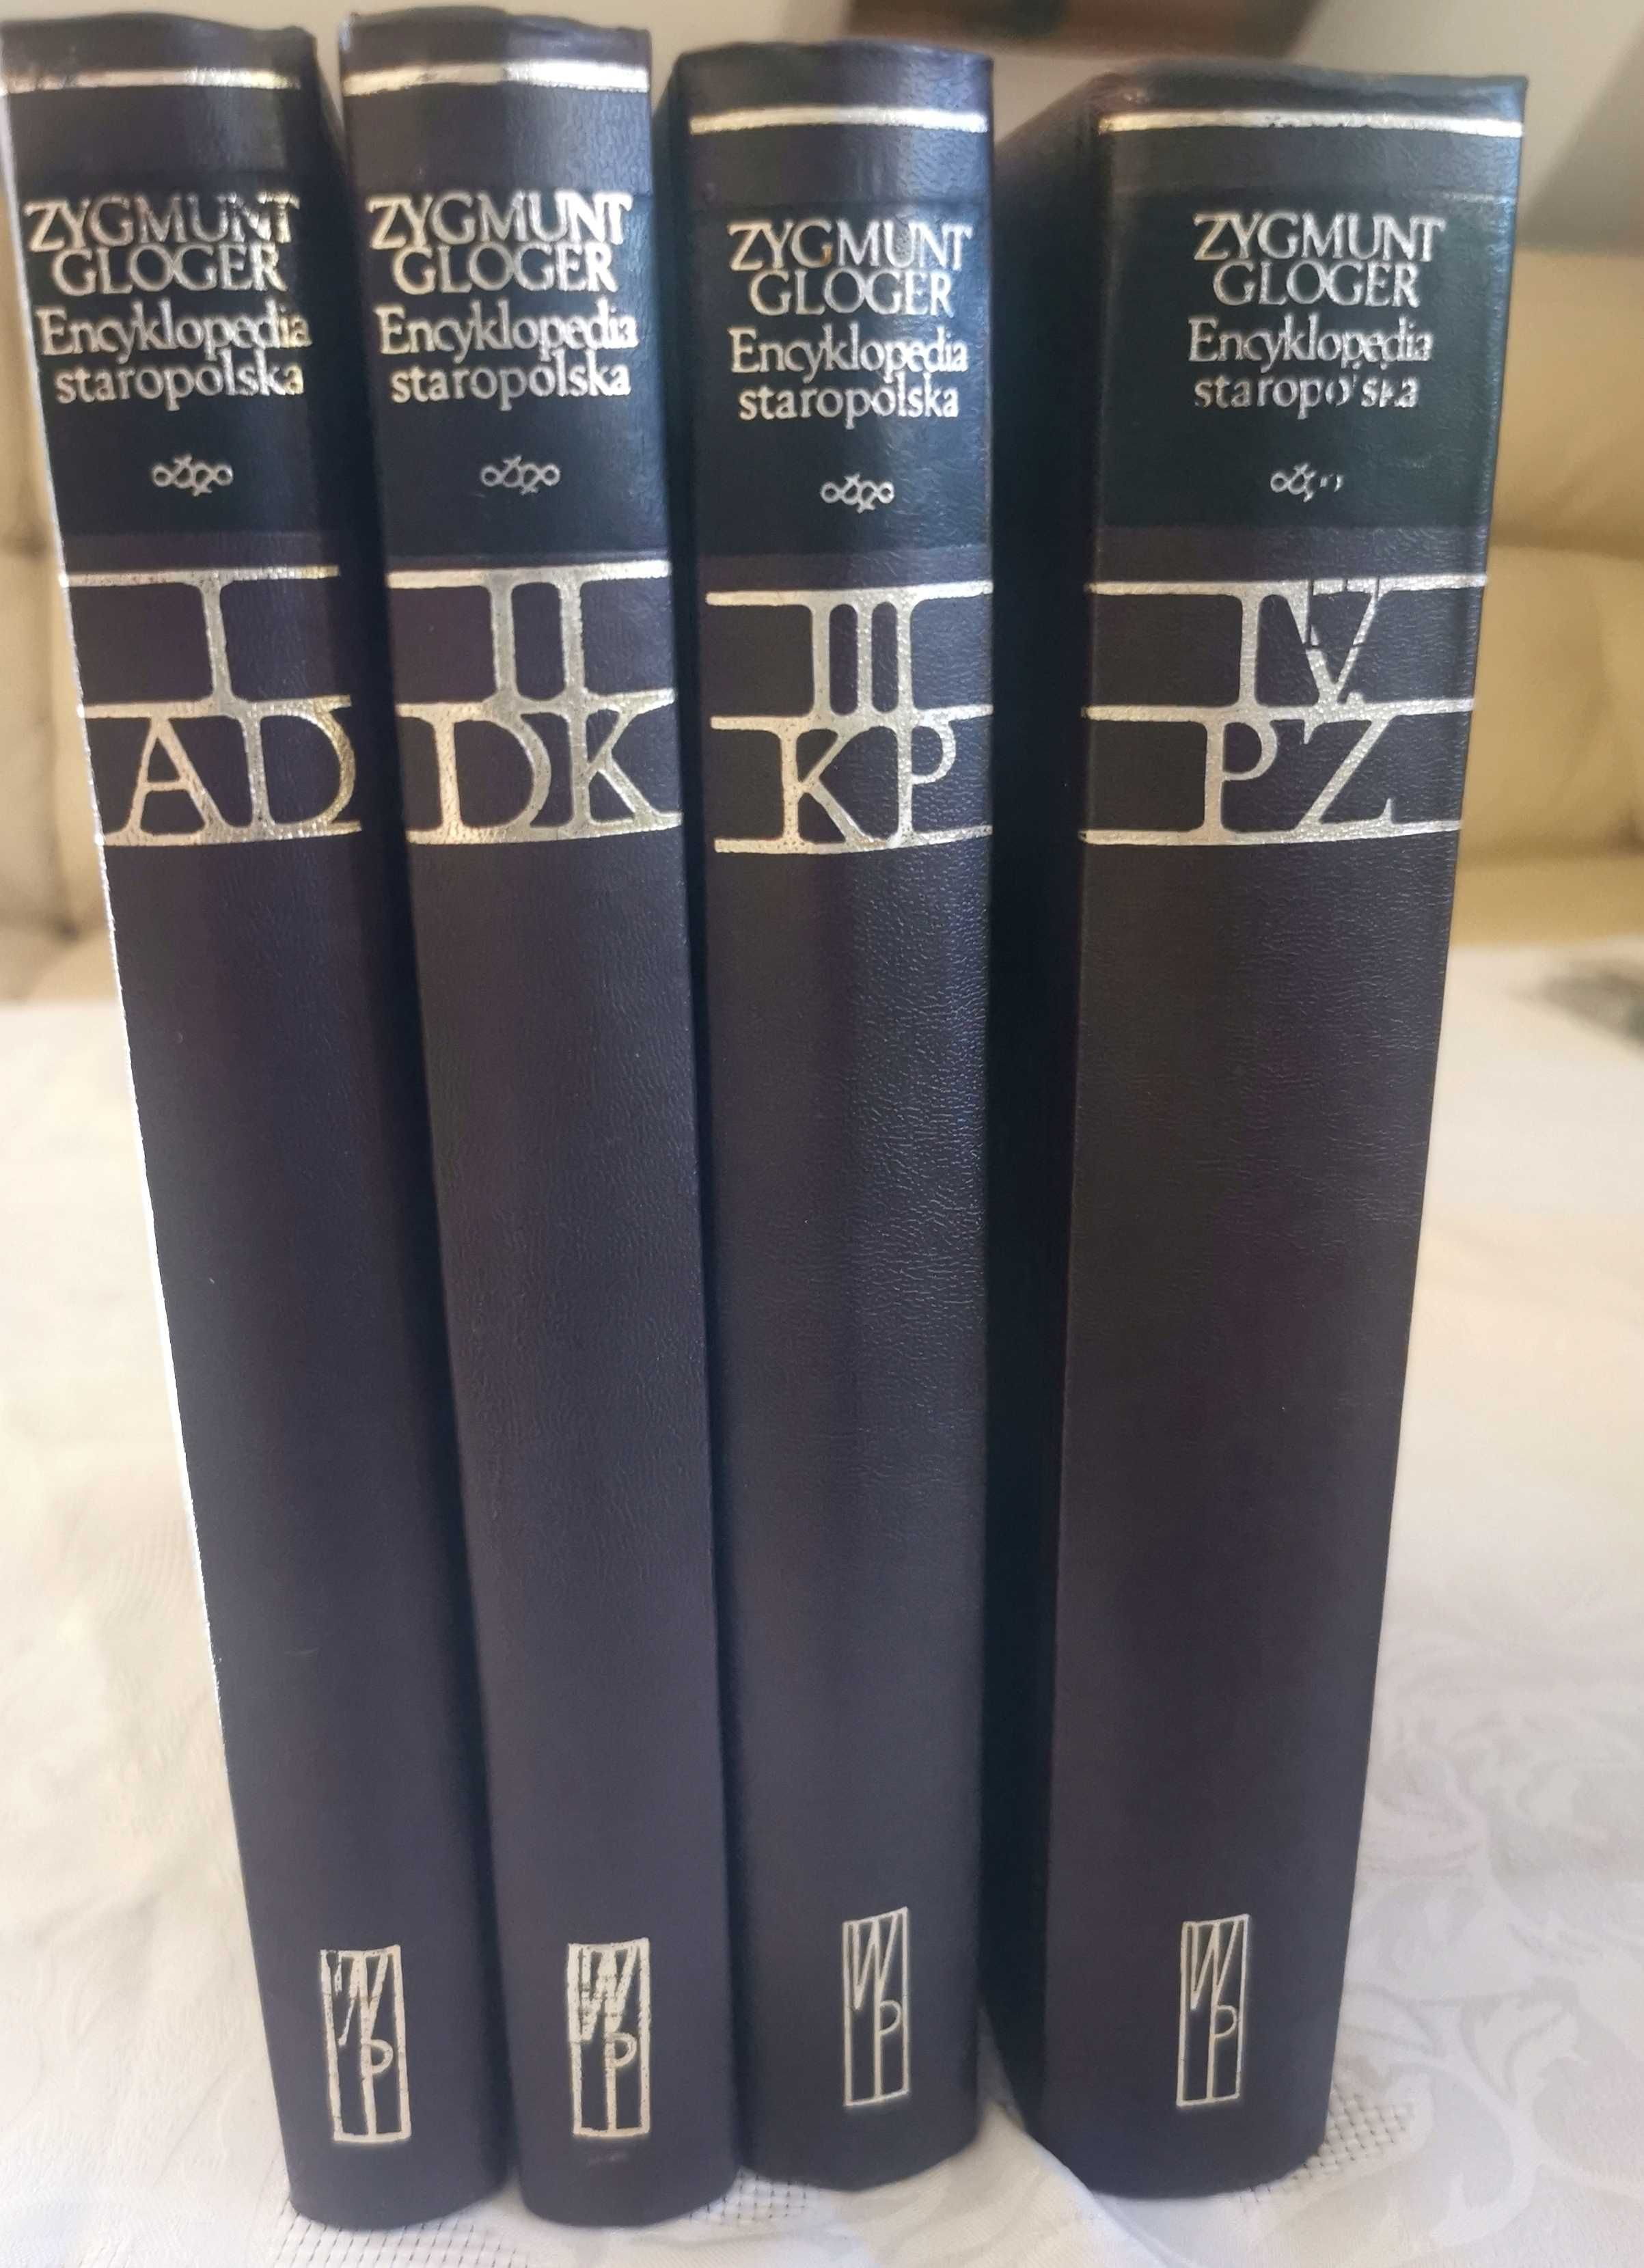 ZYGMUNT
GLOGER
Encyklopedia
staropolska
I
AD
WP
ZYGMUNT
GLOGER
Encyklopedia
staropolska
II
DK
WP
ZYGMUNT
GLOGER
Encyklopedia
staropolska
III
KP
WP
ZYGMUNT
GLOGER
Encyklopedia
staropolska
IV
PZ
WP